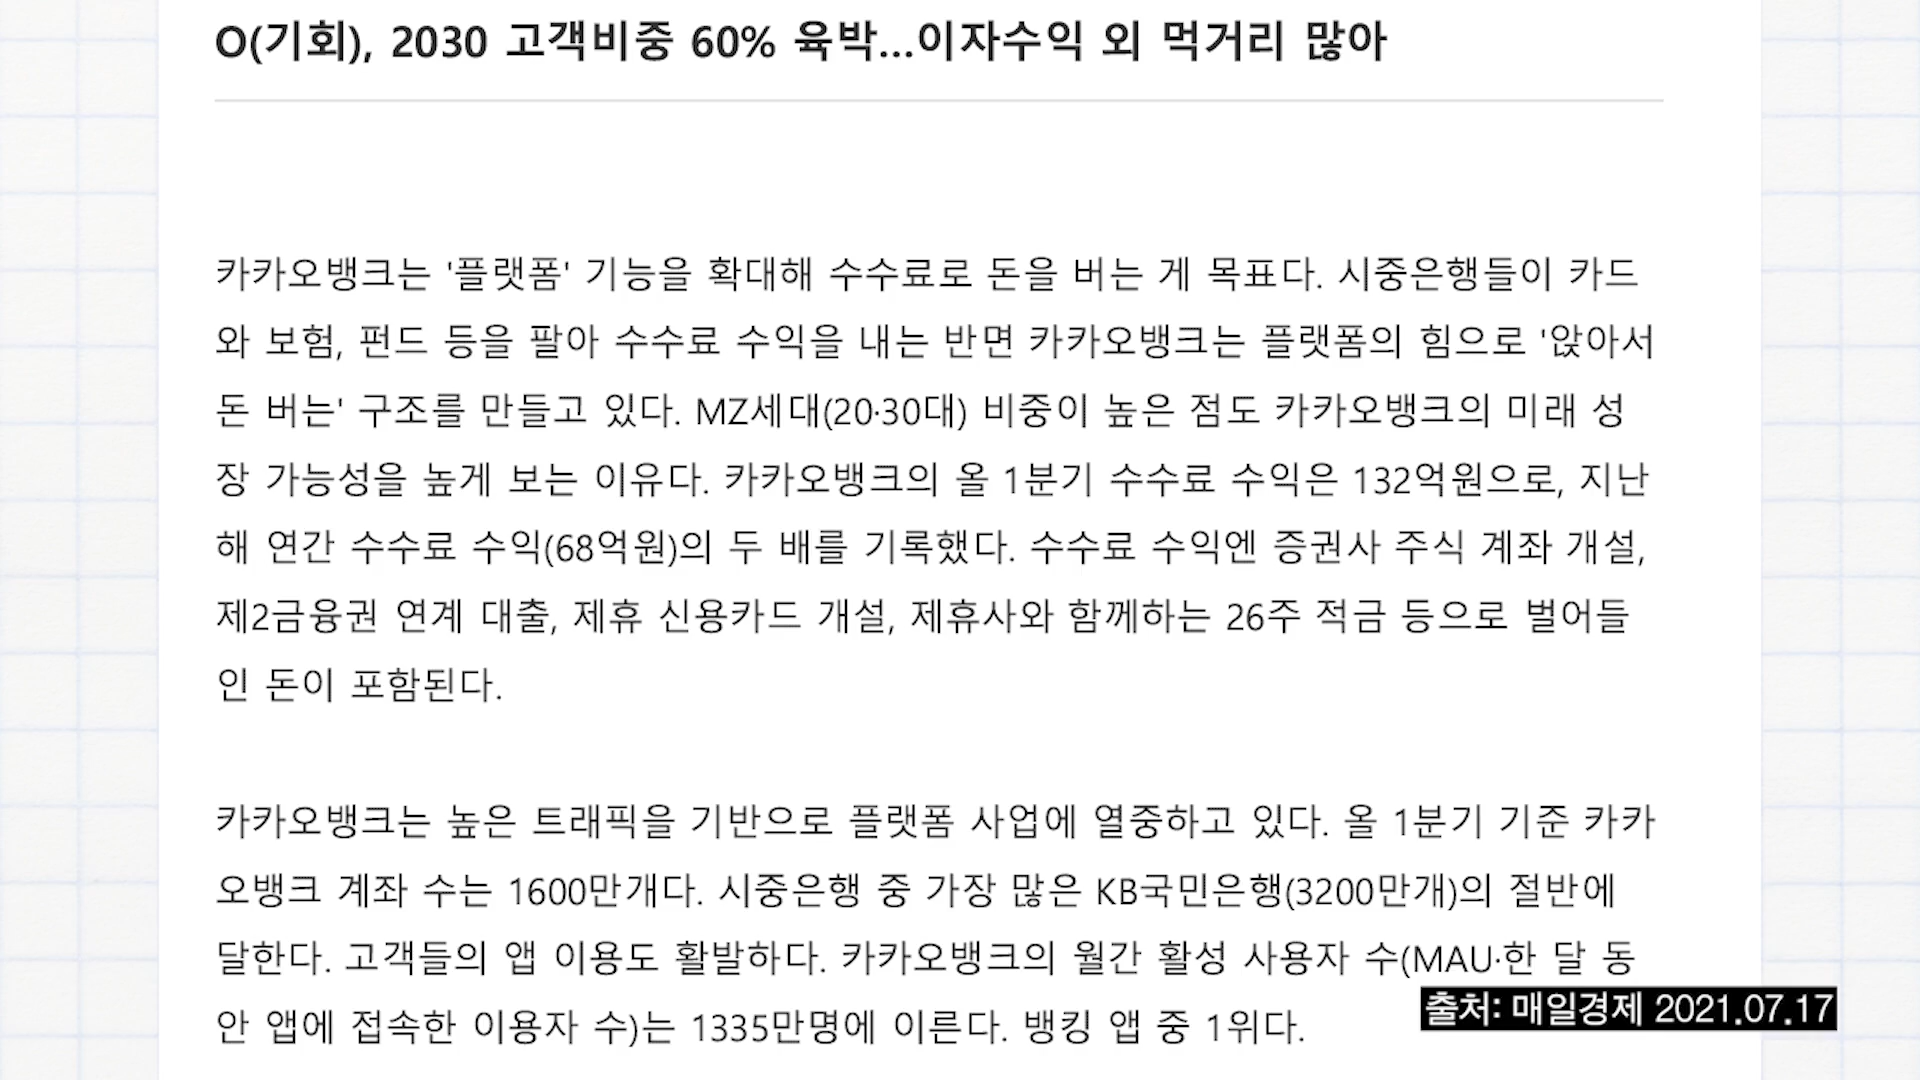 O(기회), 2030 고객비중 60% 육박...이자수익 외 먹거리 많아
카카오뱅크는 '플랫폼' 기능을 확대해 수수료로 돈을 버는 게 목표다. 시중은행들이 카드
와 보험, 펀드 등을 팔아 수수료 수익을 내는 반면 카카오뱅크는 플랫폼의 힘으로 '앉아서
돈 버는' 구조를 만들고 있다. MZ세대(20·30대) 비중이 높은 점도 카카오뱅크의 미래 성
장 가능성을 높게 보는 이유다. 카카오뱅크의 올 1분기 수수료 수익은 132억원으로, 지난
해 연간 수수료 수익(68억원)의 두 배를 기록했다. 수수료 수익엔 증권사 주식 계좌 개설,
제2금융권 연계 대출, 제휴 신용카드 개설, 제휴사와 함께하는 26주 적금 등으로 벌어들
인 돈이 포함된다.
카카오뱅크는 높은 트래픽을 기반으로 플랫폼 사업에 열중하고 있다. 올 1분기 기준 카카
오뱅크 계좌 수는 1600만개다. 시중은행 중 가장 많은 KB국민은행(3200만개)의 절반에
달한다. 고객들의 앱 이용도 활발하다. 카카오뱅크의 월간 활성 사용자 수(MAU·한 달 동
안 앱에 접속한 이용자 수)는 1335만명에 이른다. 뱅킹 앱 중 1위다.
출처: 매일경제 2021.07.17